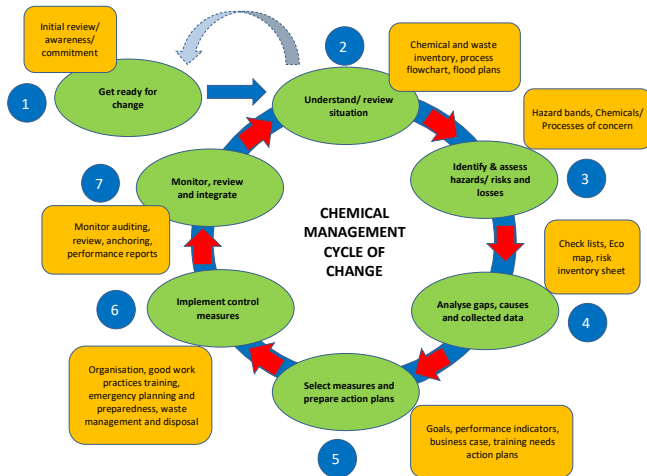 Initial review/
awareness/
commitment
1
Get ready for
change
2
Understand/ review
situation
Chemical and waste
inventory, process
flowchart, flood plans
Hazard bands, Chemicals/
Processes of concern
3
Identify & assess
hazards/ risks and
losses
Check lists, Eco
map, risk
inventory sheet
4
Analyse gaps, causes
and collected data
Goals, performance indicators,
business case, training needs
action plans
5
Select measures and
prepare action plans
6
Implement control
measures
Organisation, good work
practices training,
emergency planning and
preparedness, waste
management and disposal
7
Monitor, review
and integrate
Monitor auditing,
review, anchoring,
performance reports
CHEMICAL
MANAGEMENT
CYCLE OF
CHANGE